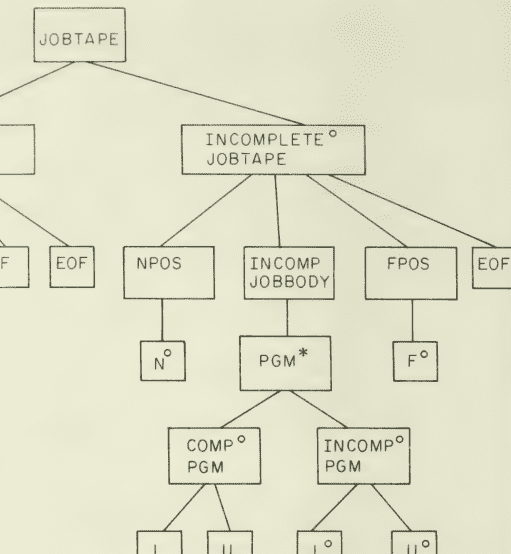 JOBTAPE
INCOMPLETE°
JOBTAPE
F
EOF
NPOS
INCOMP
JOBBODY
FPOS
EOF
N°
PGM*
F°
COMP°
PGM
INCOMP°
PGM